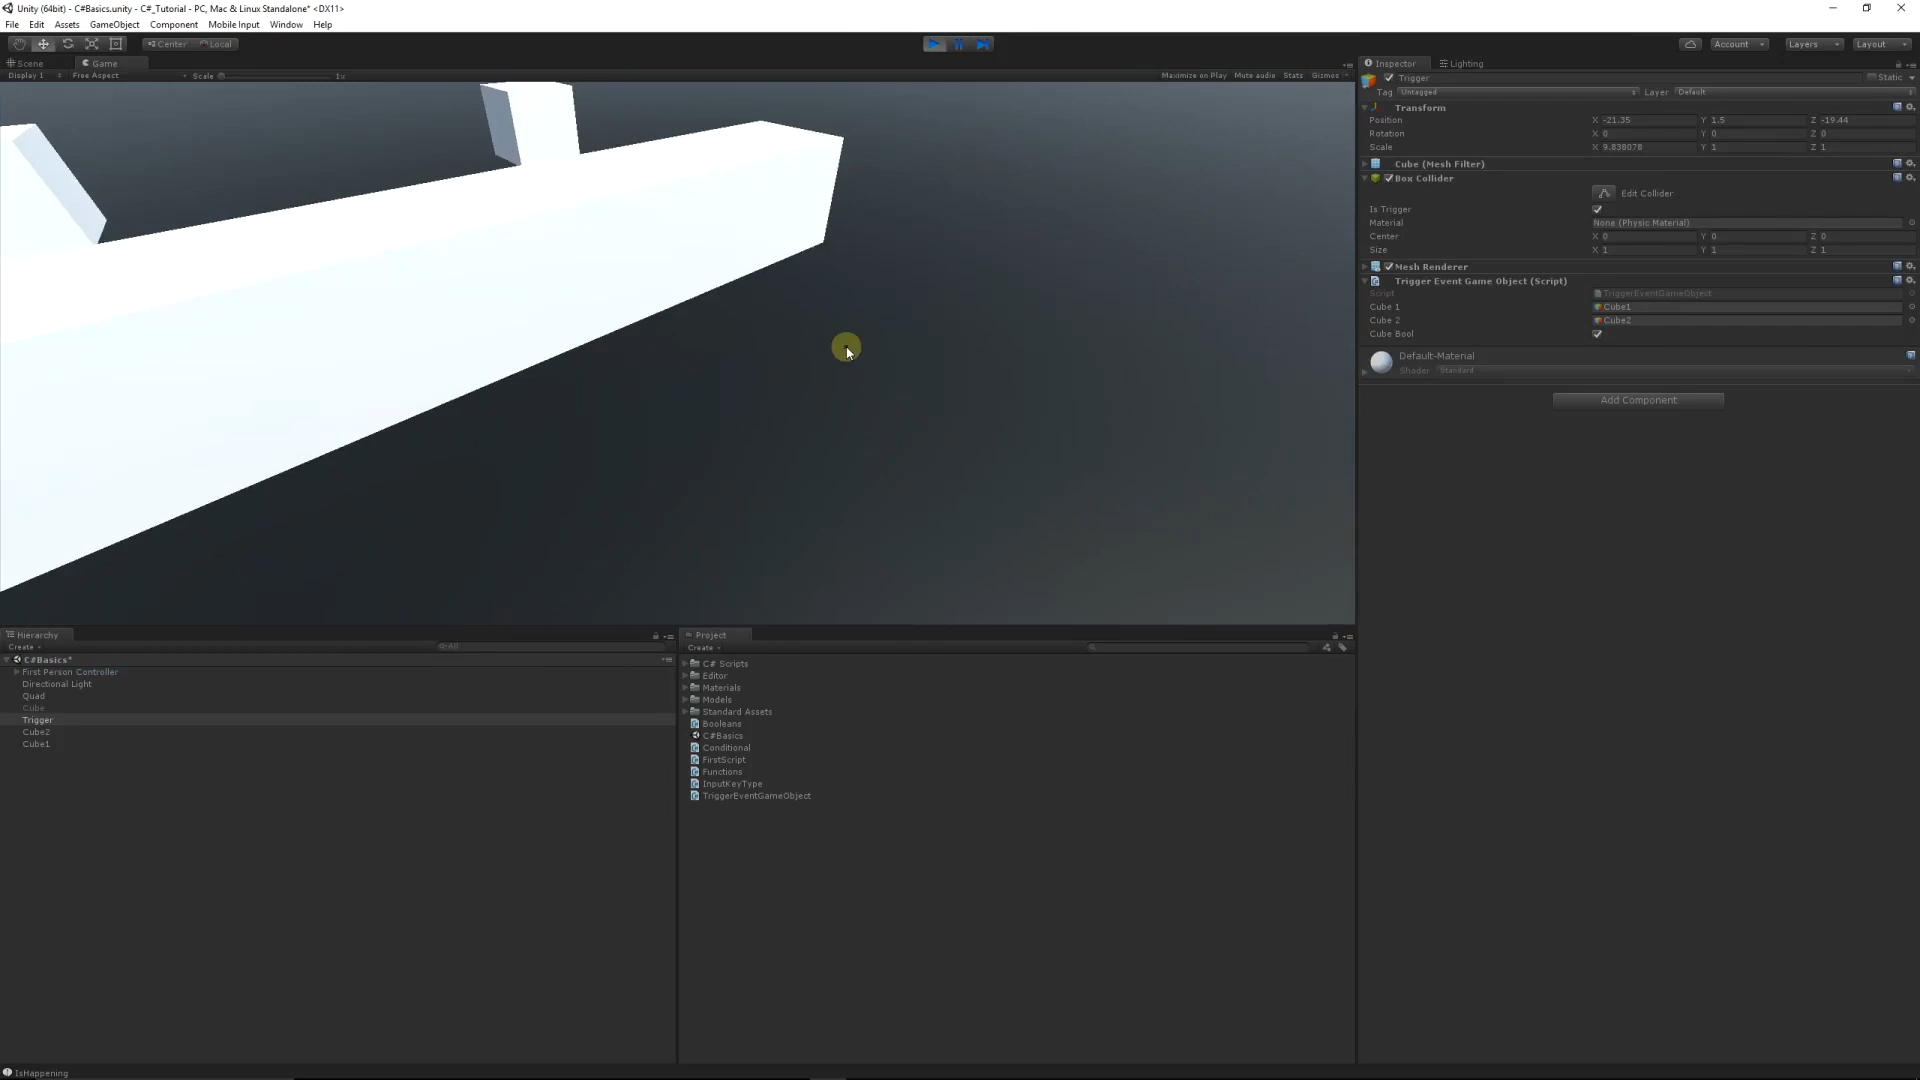 Unity (64bit) - C#Basics.unity - C#_Tutorial - PC, Mac & Linux Standalone* <DX11>
File Edit Assets GameObject Component Mobile Input Window Help
Center Local Account Layers Layout
Scene Game
Display 1 Free Aspect Scale 1x Maximize on Play Mute audio Stats Gizmos
Inspector Lighting
Trigger Static
Tag Untagged Layer Default
Transform
Position X -21.35 Y 1.5 Z -19.44
Rotation X 0 Y 0 Z 0
Scale X 9.838078 Y 1 Z 1
Cube (Mesh Filter)
Box Collider
Edit Collider
Is Trigger
Material None (Physic Material)
Center X 0 Y 0 Z 0
Size X 1 Y 1 Z 1
Mesh Renderer
Trigger Event Game Object (Script)
Script TriggerEventGameObject
Cube 1 Cube1
Cube 2 Cube2
Cube Bool
Default-Material
Shader Standard
Add Component
Hierarchy
Create All
C#Basics*
First Person Controller
Directional Light
Quad
Cube
Trigger
Cube2
Cube1
Project
Create
C# Scripts
Editor
Materials
Models
Standard Assets
Booleans
C#Basics
Conditional
FirstScript
Functions
InputKeyType
TriggerEventGameObject
IsHappening